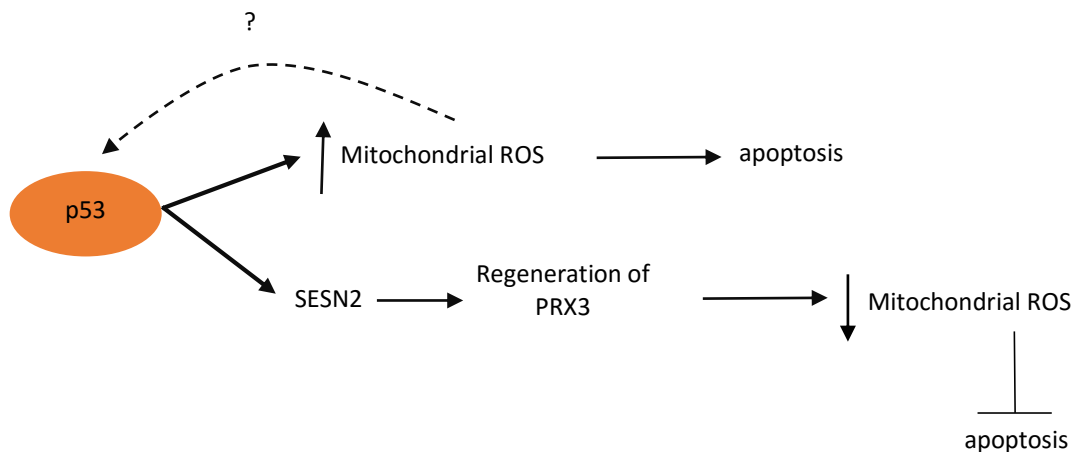 ?
Mitochondrial ROS
apoptosis
p53
SESN2
Regeneration of
PRX3
Mitochondrial ROS
apoptosis